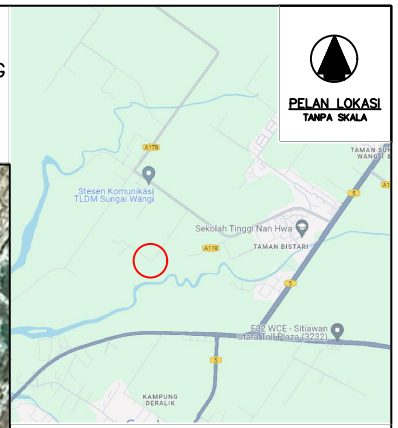 G
PELAN LOKASI
TANPA SKALA
A178
Stesen Komunikasi
TLDM Sungai Wangi
5
A1
Sekolah Tinggi Nan Hwa
A178
TAMAN BISTARI
5
E32 WCE - Sitiawan
Utara Toll Plaza (3232)
5
KAMPUNG
DERALIK